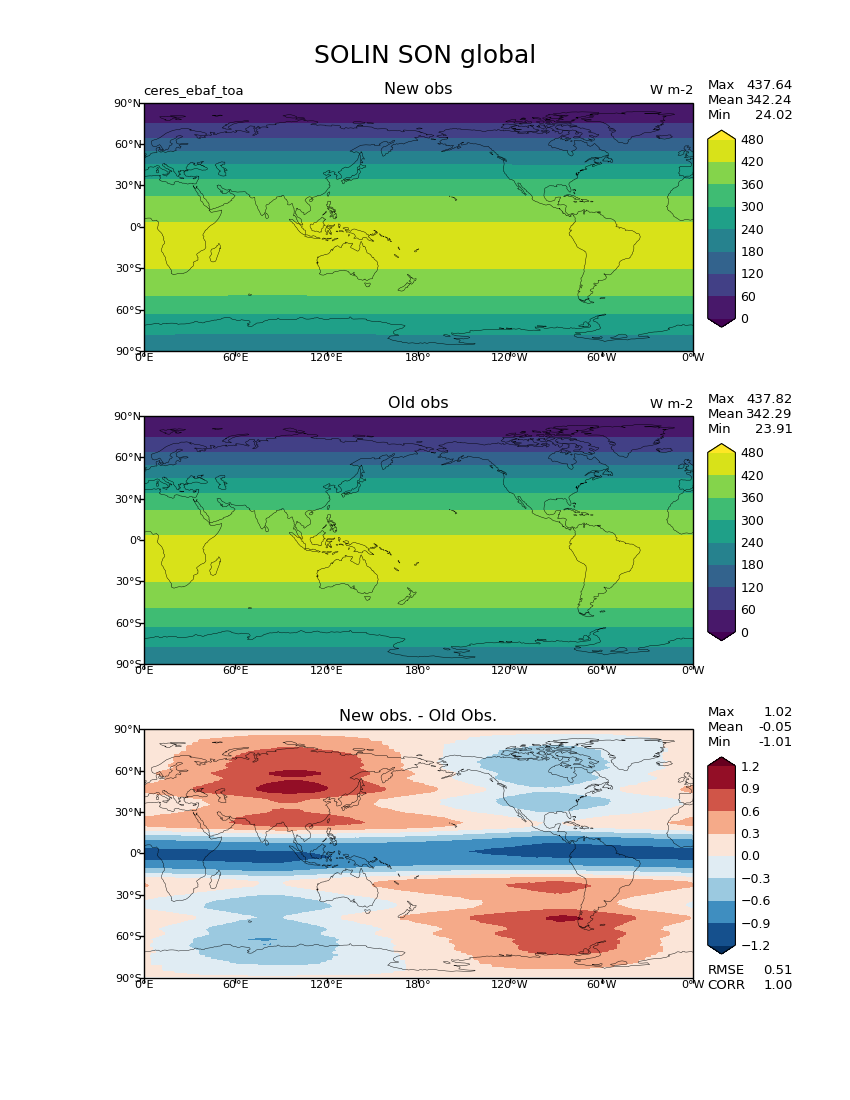 SOLIN SON global
ceres_ebaf_toa New obs W m-2
Max 437.64
Mean 342.24
Min 24.02
90°N
60°N
30°N
0°
30°S
60°S
90°S
0°E 60°E 120°E 180° 120°W 60°W 0°W
480
420
360
300
240
180
120
60
0
Old obs W m-2
Max 437.82
Mean 342.29
Min 23.91
90°N
60°N
30°N
0°
30°S
60°S
90°S
0°E 60°E 120°E 180° 120°W 60°W 0°W
480
420
360
300
240
180
120
60
0
New obs. - Old Obs.
Max 1.02
Mean -0.05
Min -1.01
90°N
60°N
30°N
0°
30°S
60°S
90°S
0°E 60°E 120°E 180° 120°W 60°W 0°W
1.2
0.9
0.6
0.3
0.0
−0.3
−0.6
−0.9
−1.2
RMSE 0.51
CORR 1.00